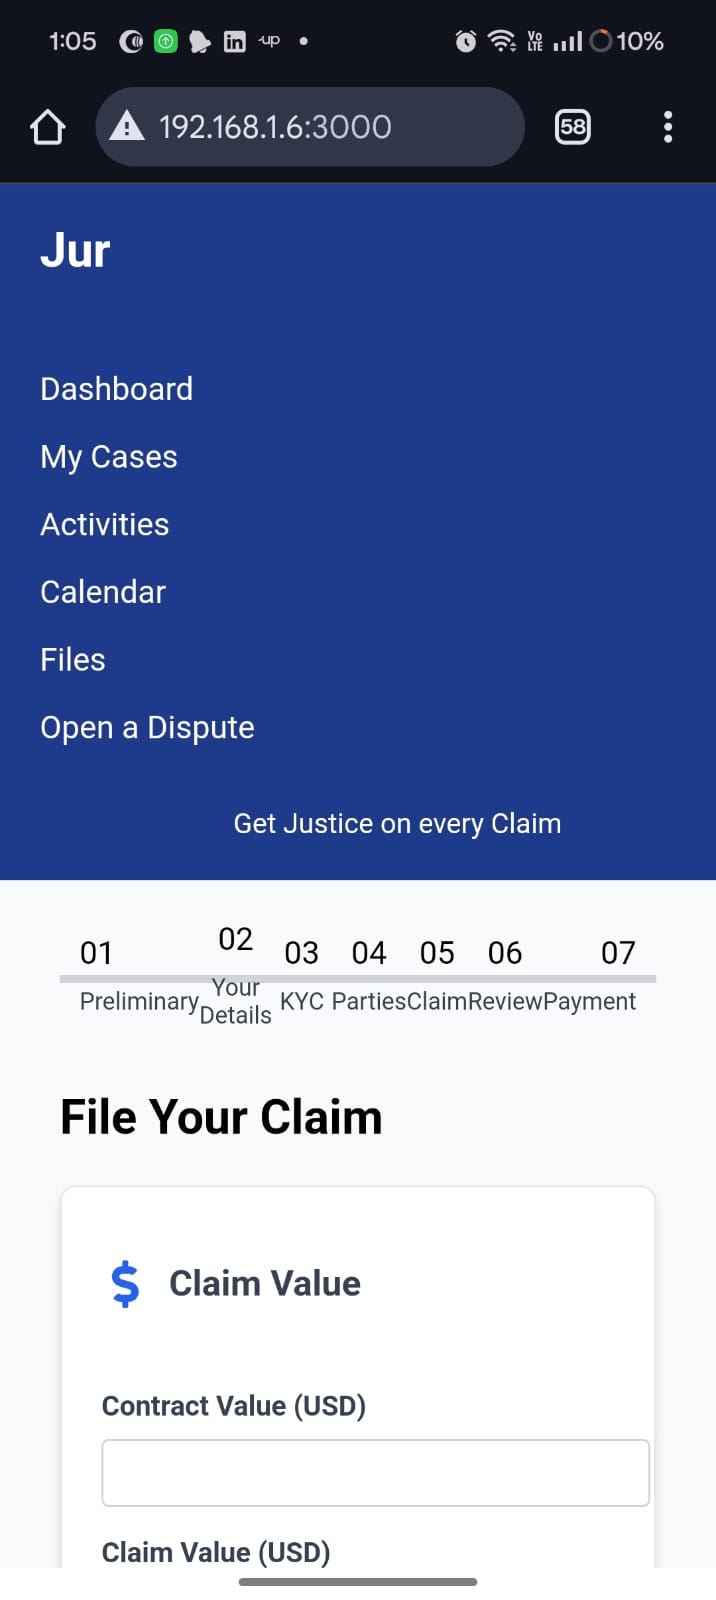 1:05 up VoLTE 10%
192.168.1.6:3000 58
Jur
Dashboard
My Cases
Activities
Calendar
Files
Open a Dispute
Get Justice on every Claim
01 02 03 04 05 06 07
Preliminary Your Details KYC Parties Claim Review Payment
File Your Claim
$ Claim Value
Contract Value (USD)
Claim Value (USD)